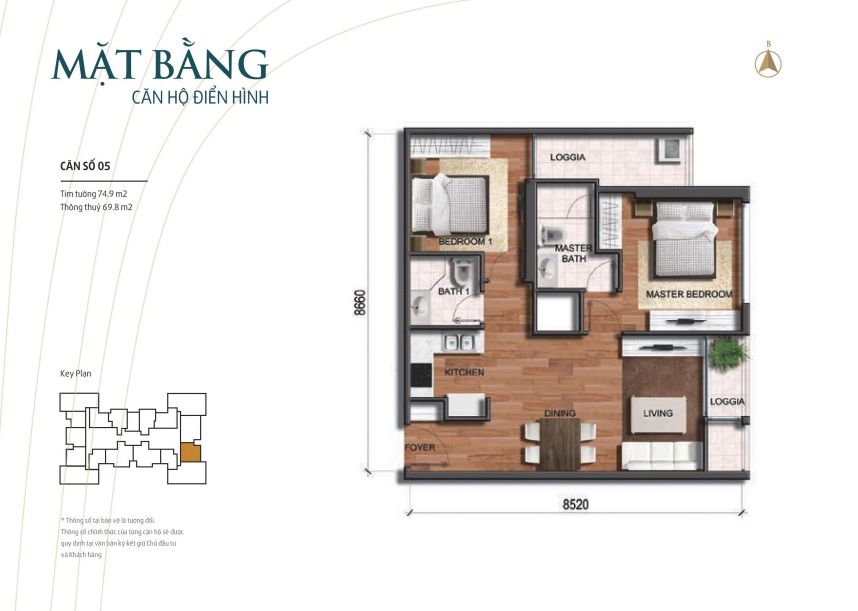 MẶT BẰNG
CĂN HỘ ĐIỂN HÌNH
B
CĂN SỐ 05
Tim tường 74.9 m2
Thông thuỷ 69.8 m2
LOGGIA
BEDROOM 1
MASTER
BATH
BATH 1
MASTER BEDROOM
8660
KITCHEN
LOGGIA
DINING
LIVING
FOYER
8520
Key Plan
* Thông số tại bản vẽ là tương đối.
Thông số chính thức của từng căn hộ sẽ được
quy định tại văn bản ký kết giữ Chủ đầu tư
và Khách hàng